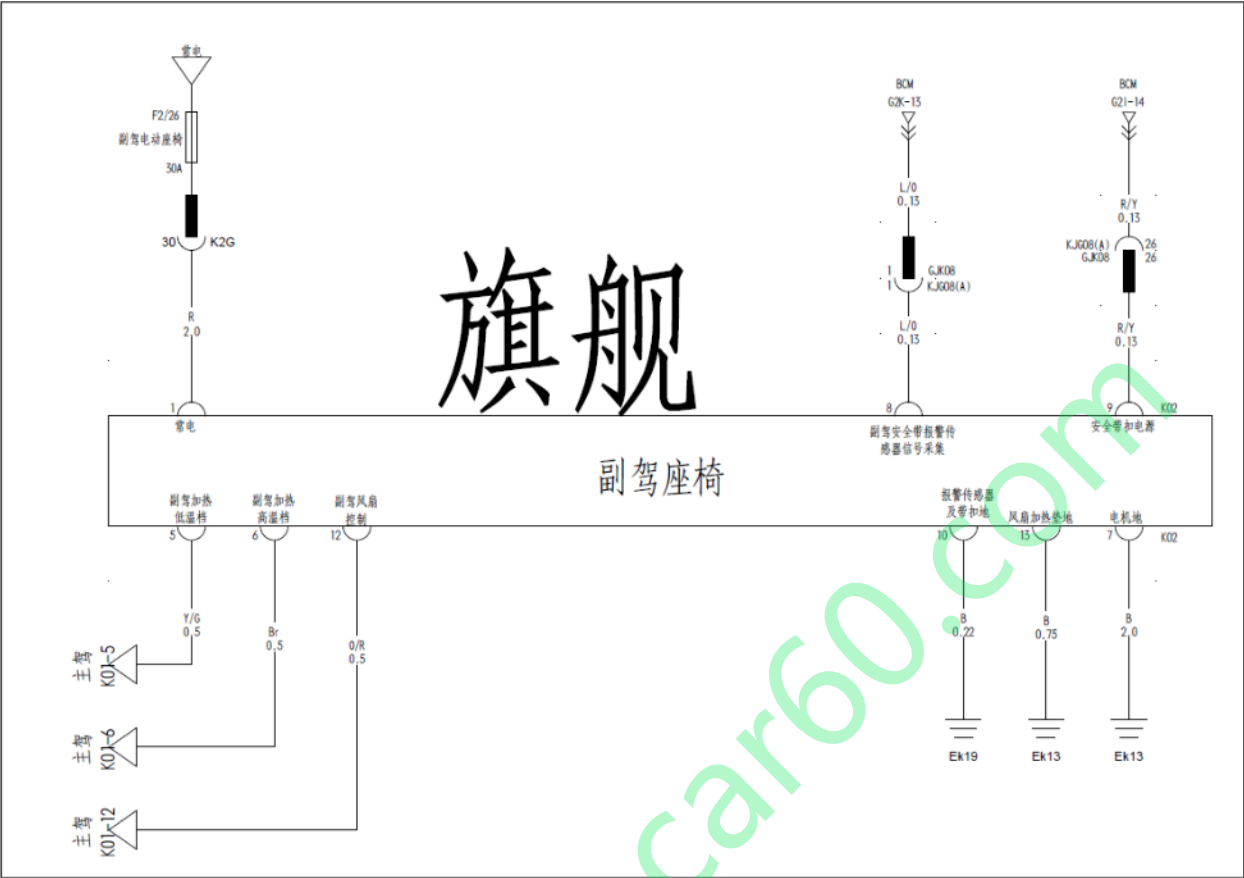 常电
F2/26
副驾电动座椅
30A
30 K2G
R
2.0
BCM
G2K-13
L/O
0.13
1 GJK08
1 KJG08(A)
L/O
0.13
BCM
G2I-14
R/Y
0.13
KJG08(A) 26
GJK08 26
R/Y
0.13
旗舰
1
常电
8
副驾安全带报警传
感器信号采集
9 K02
安全带扣电源
副驾座椅
副驾加热
低温档
5
副驾加热
高温档
6
副驾风扇
控制
12
报警传感器
及带扣地
10
风扇加热垫地
13
电机地
7 K02
Y/G
0.5
Br
0.5
O/R
0.5
B
0.22
B
0.75
B
2.0
主驾
K01-5
主驾
K01-6
主驾
K01-12
Ek19
Ek13
Ek13
car60.com